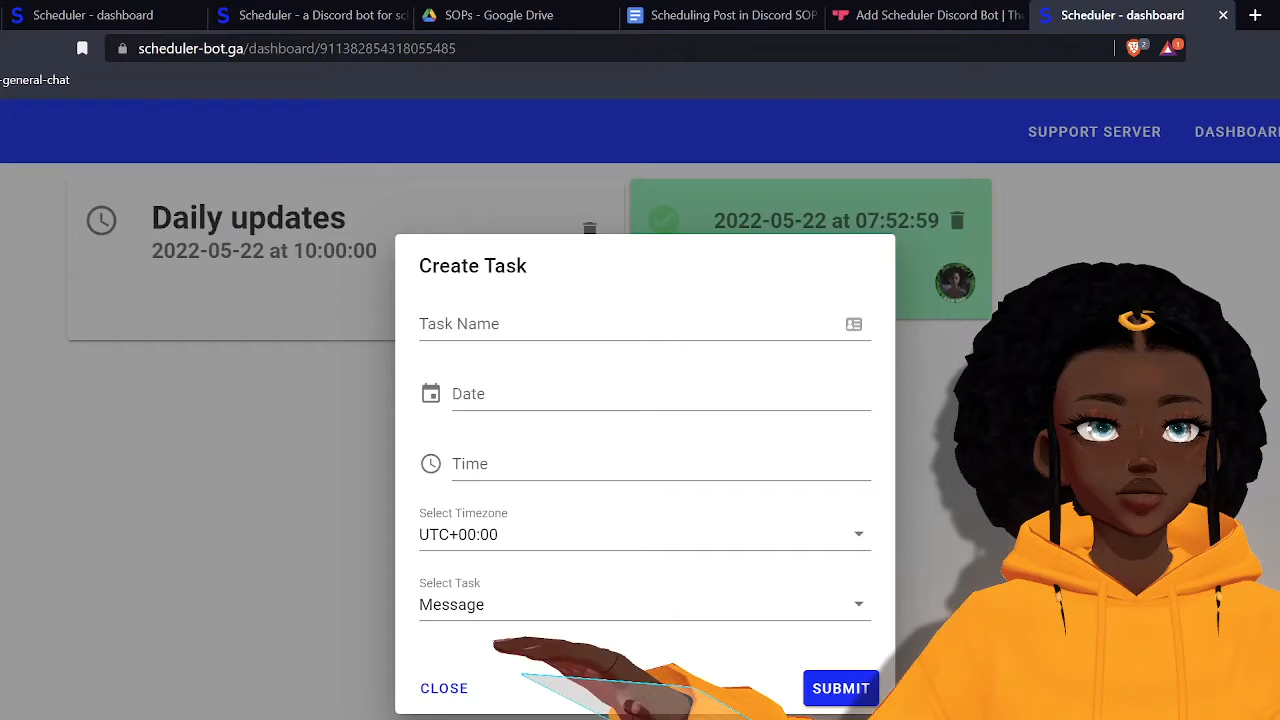 Scheduler - dashboard
Scheduler - a Discord bot for sc
SOPs - Google Drive
Scheduling Post in Discord SOP
Add Scheduler Discord Bot | The
Scheduler - dashboard
scheduler-bot.ga/dashboard/911382854318055485
2
1
-general-chat
SUPPORT SERVER
DASHBOAR
Daily updates
2022-05-22 at 10:00:00
2022-05-22 at 07:52:59
Create Task
Task Name
Date
Time
Select Timezone
UTC+00:00
Select Task
Message
CLOSE
SUBMIT